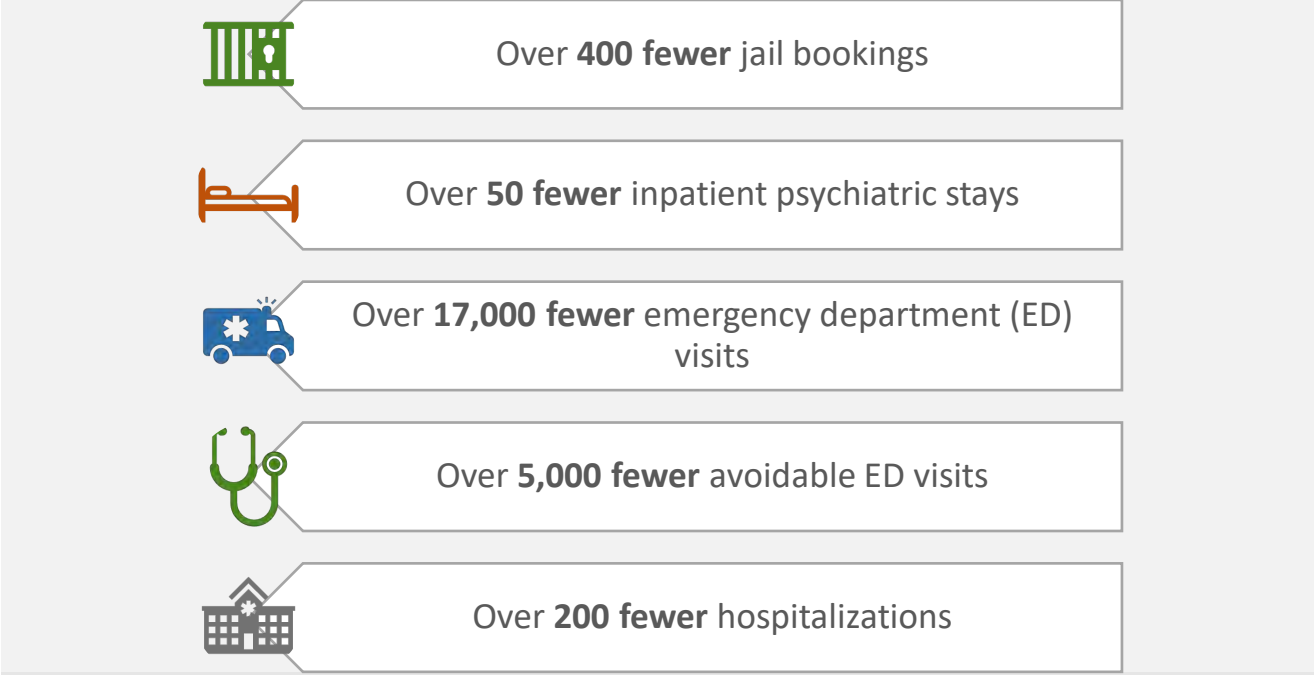 Over 400 fewer jail bookings
Over 50 fewer inpatient psychiatric stays
Over 17,000 fewer emergency department (ED)
visits
Over 5,000 fewer avoidable ED visits
Over 200 fewer hospitalizations